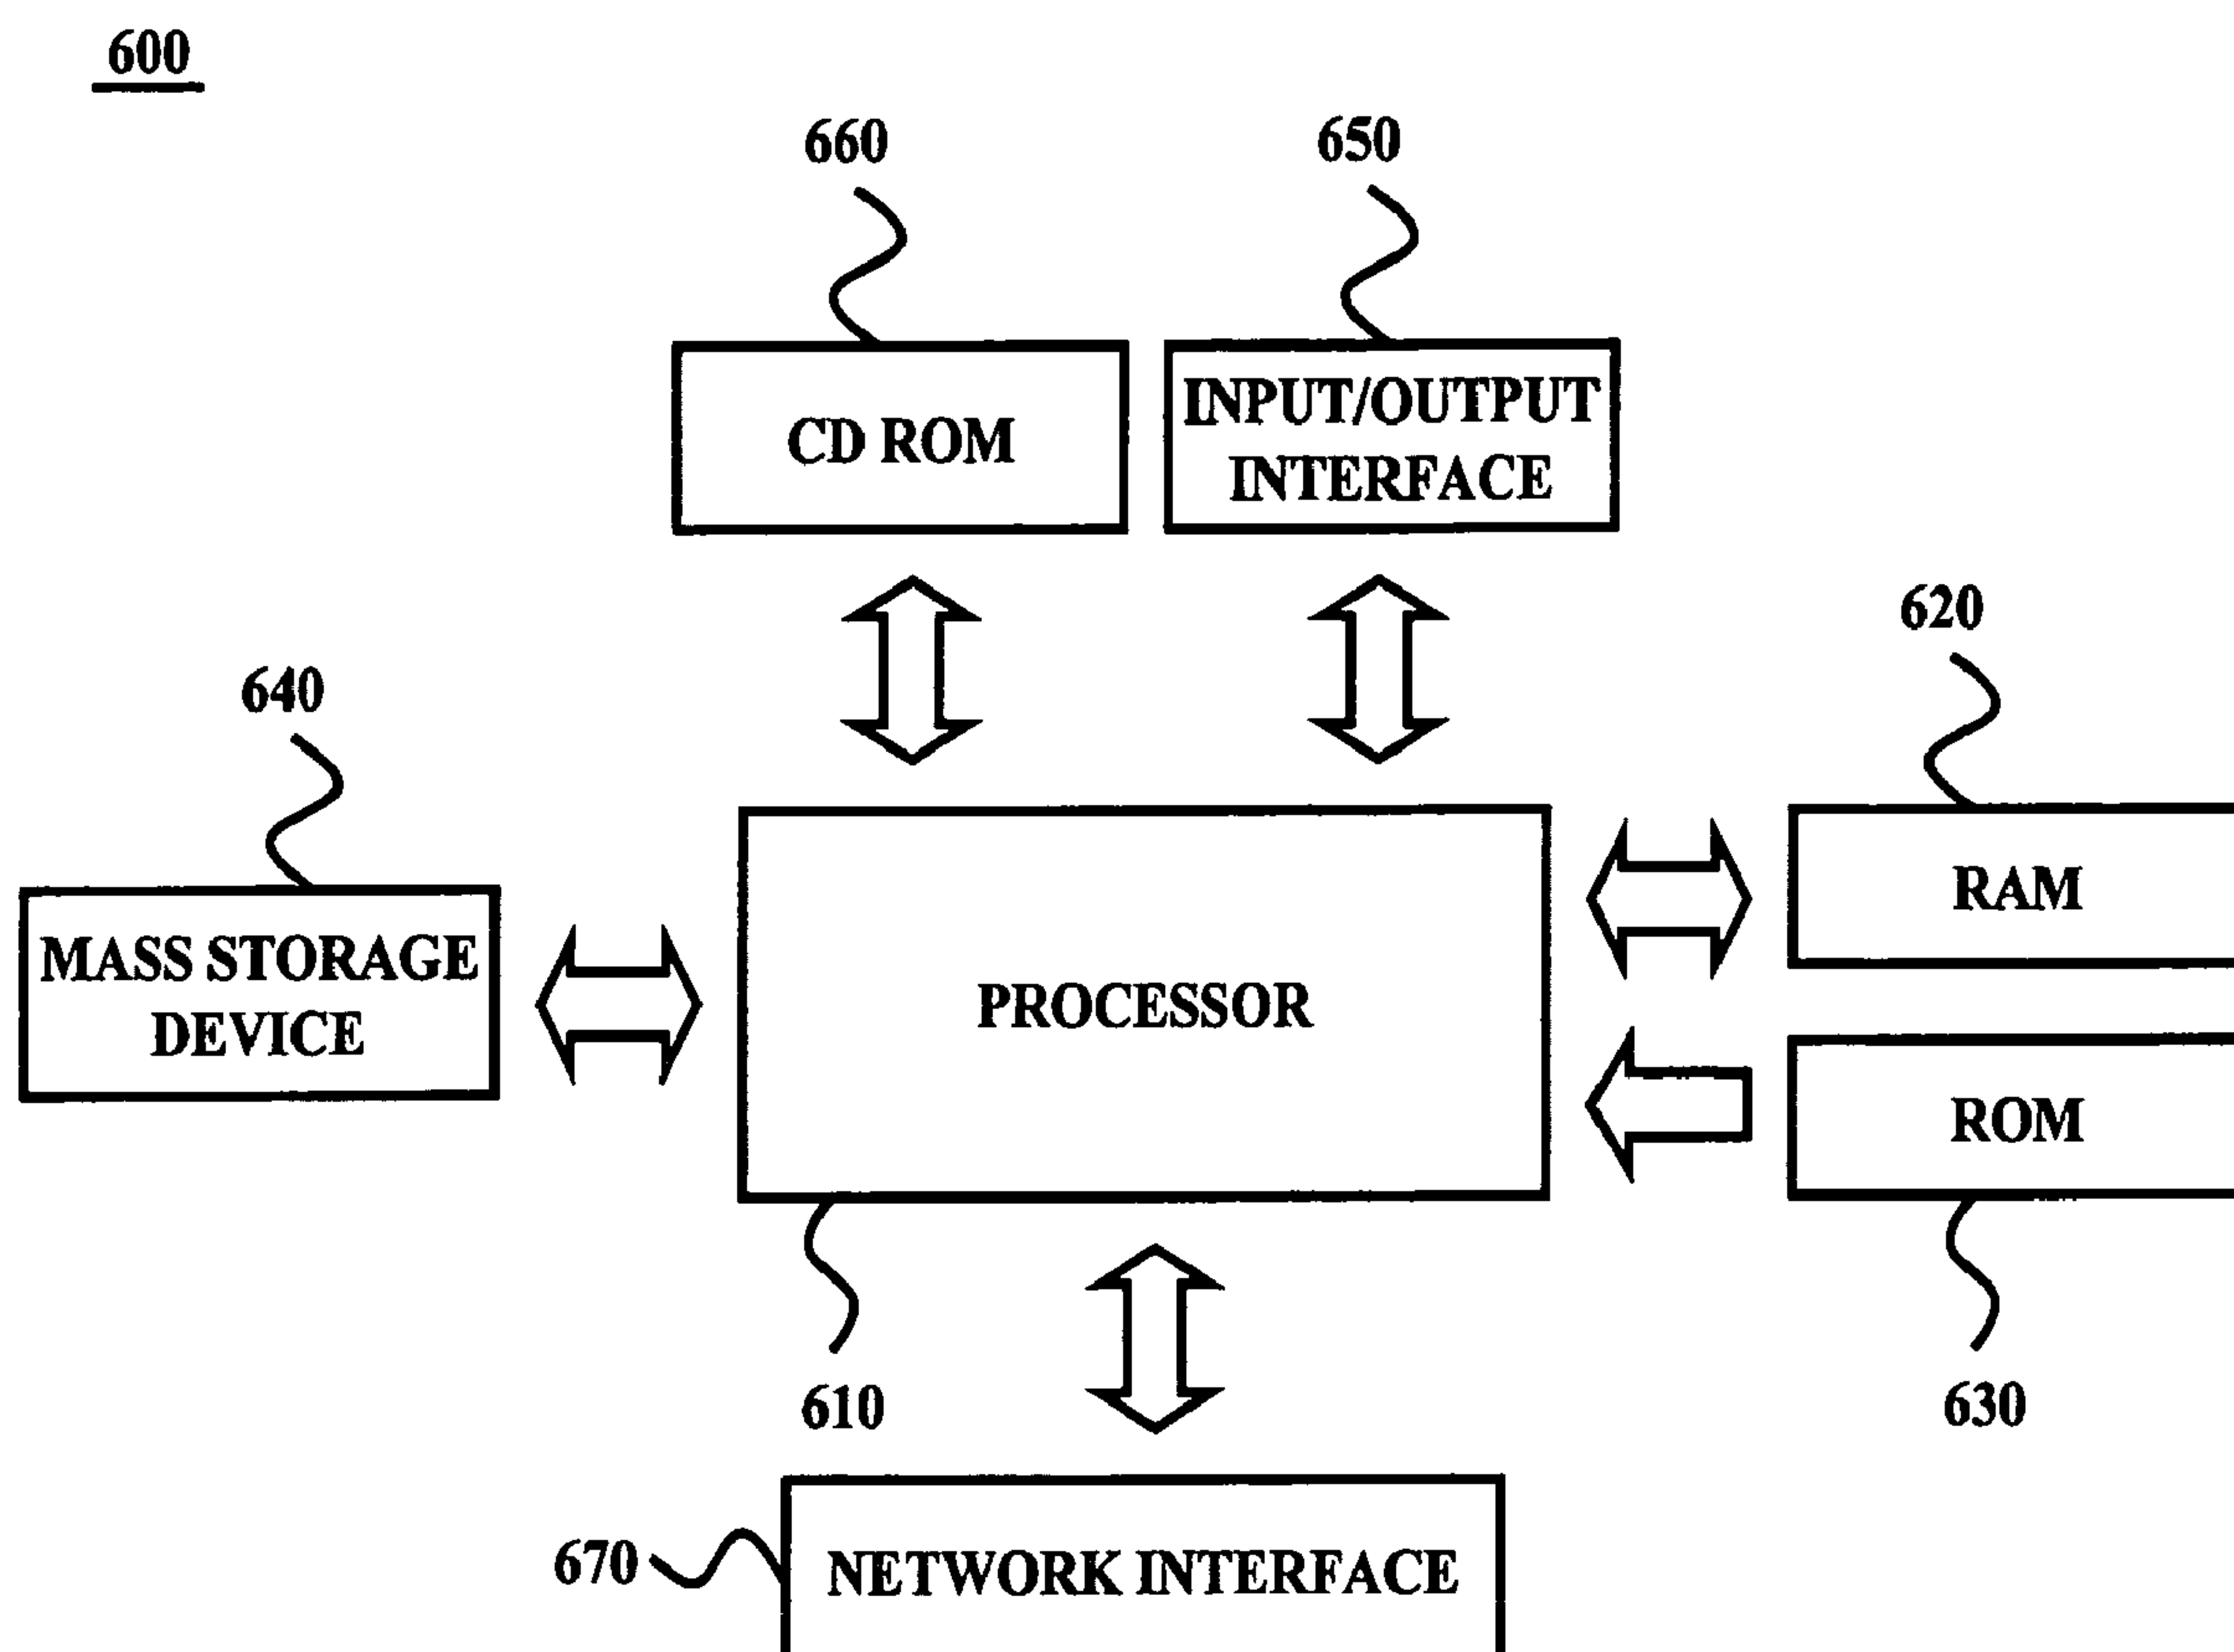 600
660
650
CD ROM
INPUT/OUTPUT
INTERFACE
620
640
RAM
MASS STORAGE
DEVICE
PROCESSOR
ROM
610
630
670
NETWORK INTERFACE